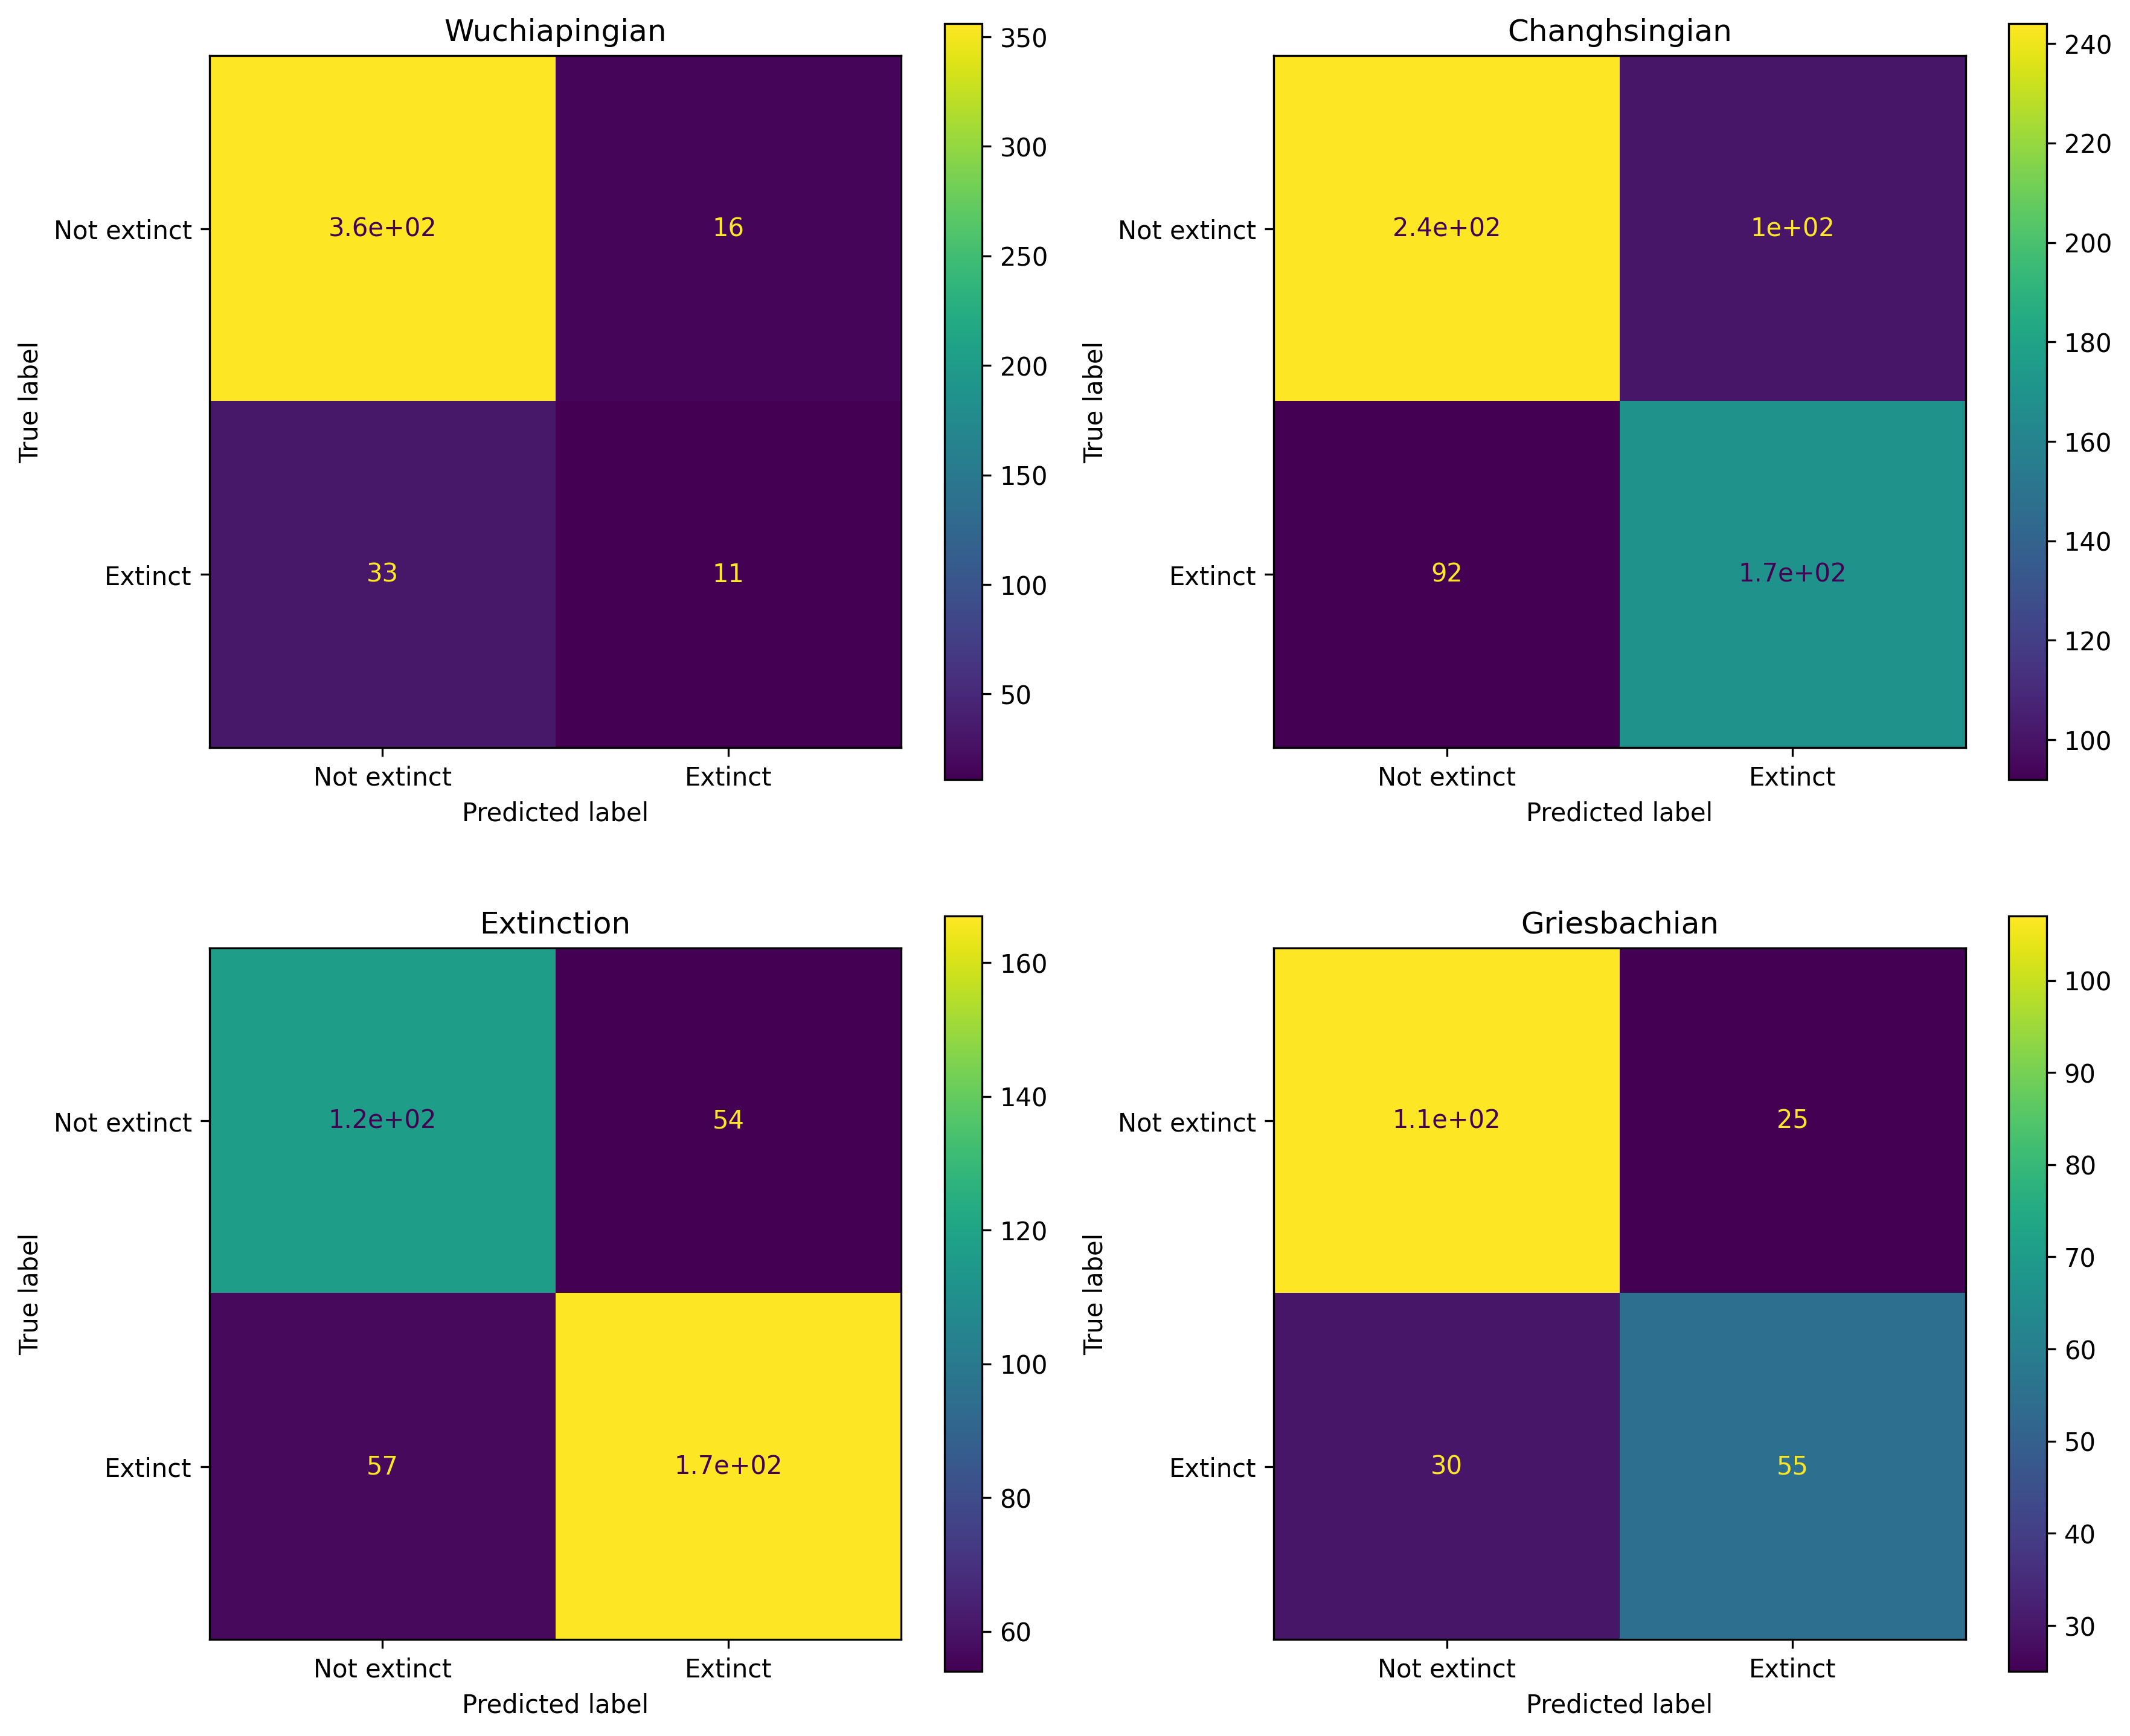 Wuchiapingian
Not extinct
3.6e+02
16
Extinct
33
11
Not extinct
Extinct
Predicted label
True label
350
300
250
200
150
100
50
Changhsingian
Not extinct
2.4e+02
1e+02
Extinct
92
1.7e+02
Not extinct
Extinct
Predicted label
True label
240
220
200
180
160
140
120
100
Extinction
Not extinct
1.2e+02
54
Extinct
57
1.7e+02
Not extinct
Extinct
Predicted label
True label
160
140
120
100
80
60
Griesbachian
Not extinct
1.1e+02
25
Extinct
30
55
Not extinct
Extinct
Predicted label
True label
100
90
80
70
60
50
40
30